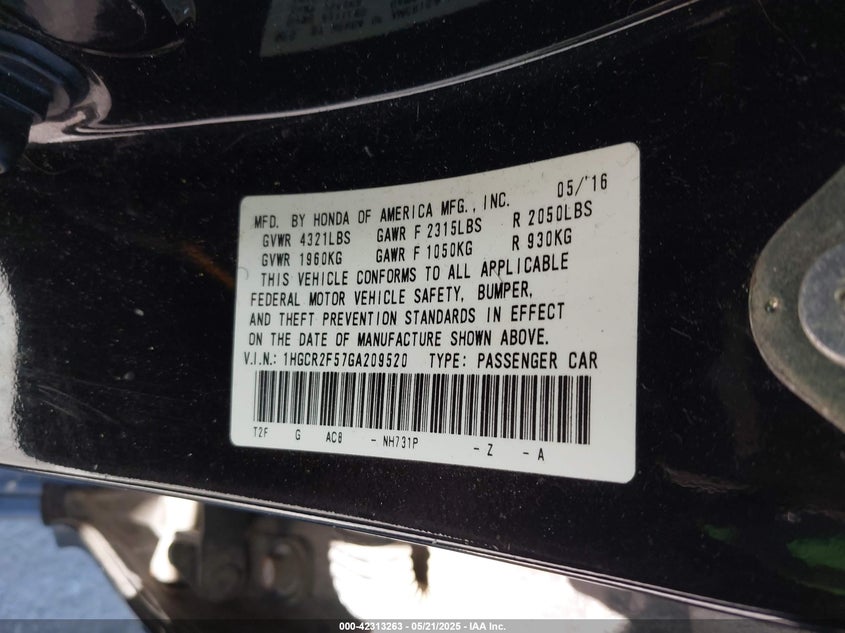 MFD. BY HONDA OF AMERICA MFG., INC. 05/'16
GVWR 4321LBS GAWR F 2315LBS R 2050LBS
GVWR 1960KG GAWR F 1050KG R 930KG
THIS VEHICLE CONFORMS TO ALL APPLICABLE
FEDERAL MOTOR VEHICLE SAFETY, BUMPER,
AND THEFT PREVENTION STANDARDS IN EFFECT
ON THE DATE OF MANUFACTURE SHOWN ABOVE.
V.I.N.: 1HGCR2F57GA209520 TYPE: PASSENGER CAR
T2F G AC8 - NH731P - Z - A
000-42313263 - 05/21/2025 - IAA Inc.